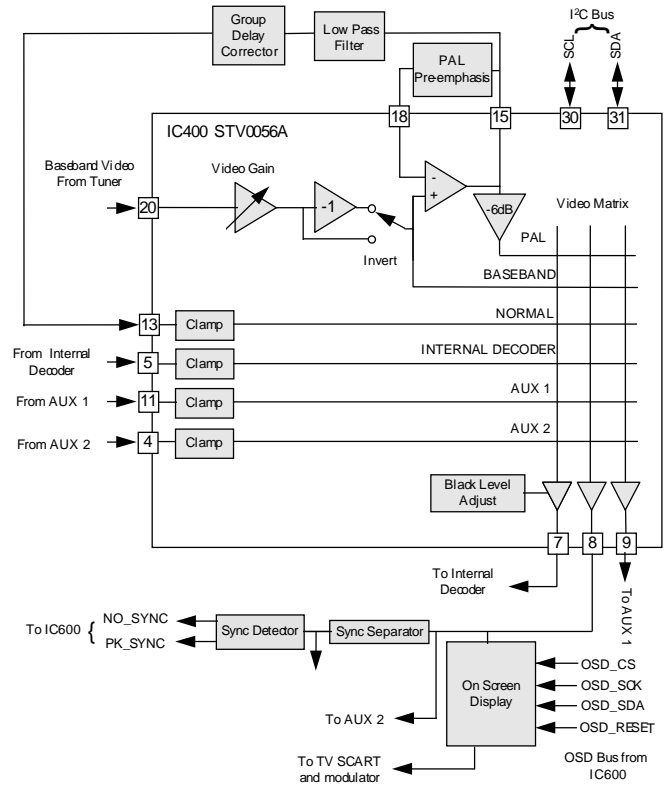 Group
Delay
Corrector
Low Pass
Filter
I²C Bus
SCL
SDA
PAL
Pre-emphasis
18
15
30
31
IC400 STV0056A
Baseband Video
From Tuner
Video Gain
20
-1
-
+
-6dB
Video Matrix
PAL
Invert
BASEBAND
13
Clamp
NORMAL
From Internal
Decoder
5
Clamp
INTERNAL DECODER
From AUX 1
11
Clamp
AUX 1
From AUX 2
4
Clamp
AUX 2
Black Level
Adjust
7
8
9
To Internal
Decoder
To AUX 1
To IC600 {
NO_SYNC
PK_SYNC
Sync Detector
Sync Separator
On Screen
Display
OSD_CS
OSD_SCK
OSD_SDA
OSD_RESET
To AUX 2
To TV SCART
and modulator
OSD Bus from
IC600